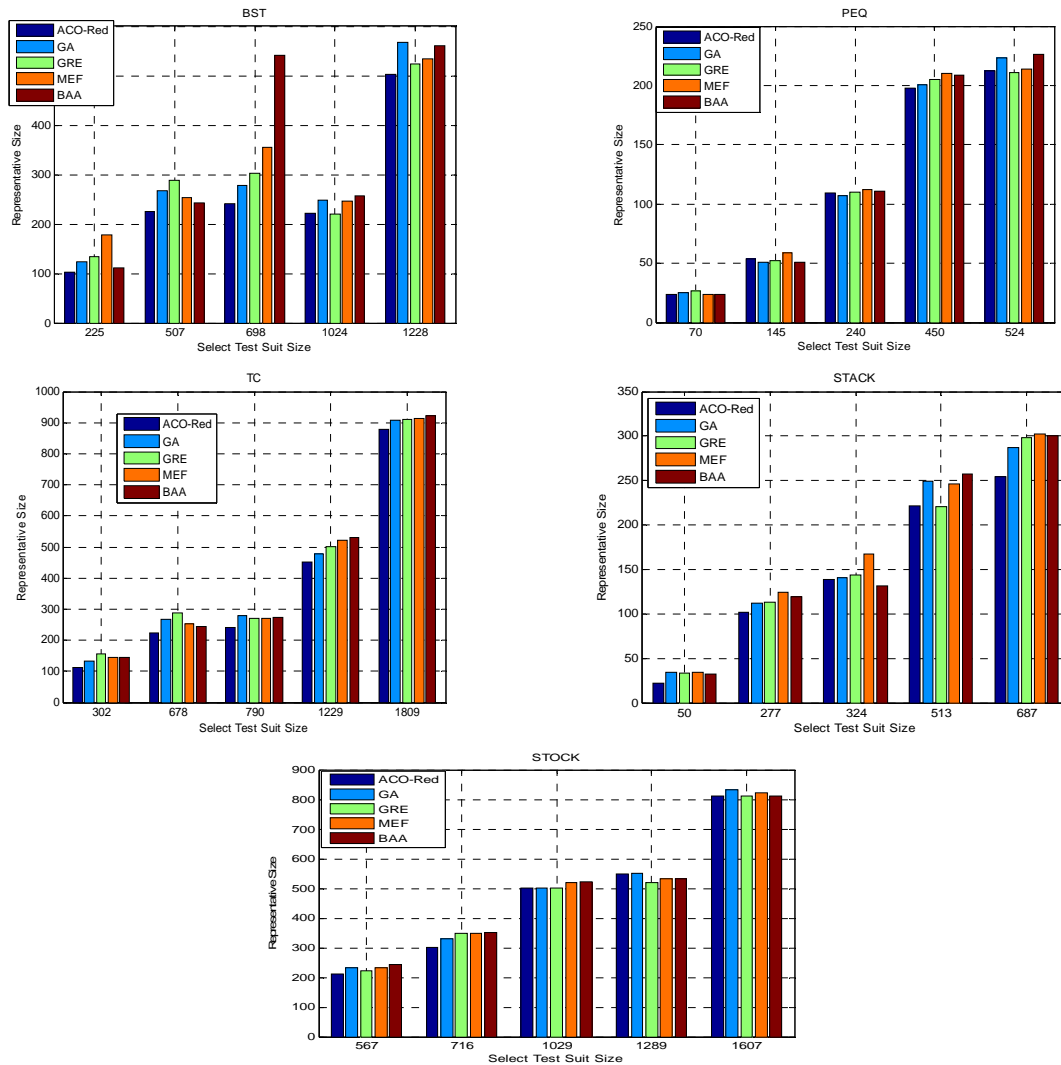 BST
ACO-Red
GA
GRE
MEF
BAA
Representative Size
400
300
200
100
0
225 507 698 1024 1228
Select Test Suit Size
PEQ
ACO-Red
GA
GRE
MEF
BAA
Representative Size
250
200
150
100
50
0
70 145 240 450 524
Select Test Suit Size
TC
ACO-Red
GA
GRE
MEF
BAA
Representative Size
1000
900
800
700
600
500
400
300
200
100
0
302 678 790 1229 1809
Select Test Suit Size
STACK
ACO-Red
GA
GRE
MEF
BAA
Representative Size
350
300
250
200
150
100
50
0
50 277 324 513 687
Select Test Suit Size
STOCK
ACO-Red
GA
GRE
MEF
BAA
Representative Size
900
800
700
600
500
400
300
200
100
0
567 716 1029 1289 1607
Select Test Suit Size